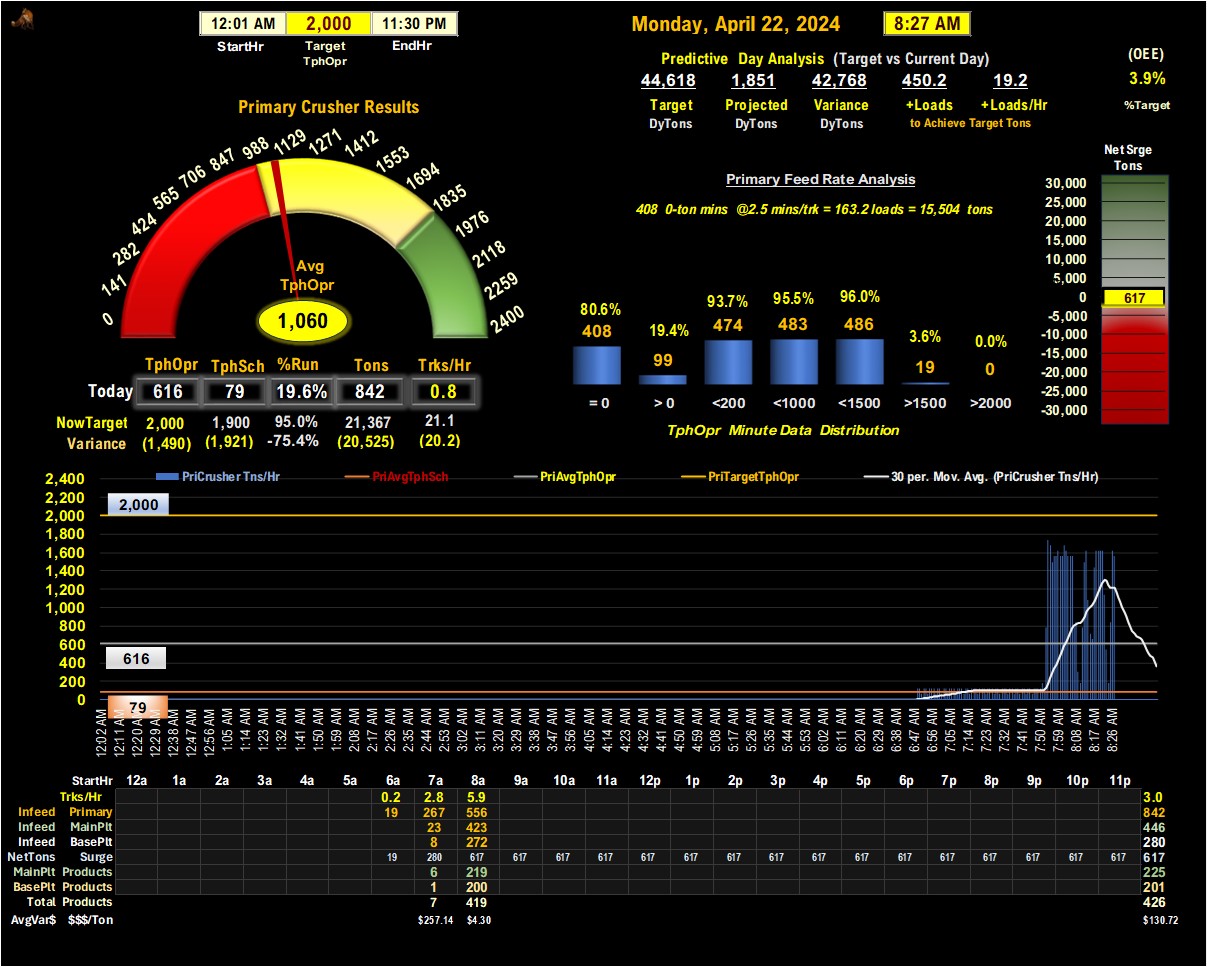 12:01 AM 2,000 11:30 PM
StartHr Target TphOpr EndHr
Monday, April 22, 2024 8:27 AM
Predictive Day Analysis (Target vs Current Day)
44,618 1,851 42,768 450.2 19.2
Target Projected Variance +Loads +Loads/Hr
DyTons DyTons DyTons to Achieve Target Tons
(OEE)
3.9%
%Target
Primary Crusher Results
0 141 282 424 565 706 847 988 1129 1271 1412 1553 1694 1835 1976 2118 2259 2400
Avg
TphOpr
1,060
TphOpr TphSch %Run Tons Trks/Hr
Today 616 79 19.6% 842 0.8
NowTarget 2,000 1,900 95.0% 21,367 21.1
Variance (1,490) (1,921) -75.4% (20,525) (20.2)
Primary Feed Rate Analysis
408 0-ton mins @2.5 mins/trk = 163.2 loads = 15,504 tons
80.6% 19.4% 93.7% 95.5% 96.0% 3.6% 0.0%
408 99 474 483 486 19 0
= 0 > 0 <200 <1000 <1500 >1500 >2000
TphOpr Minute Data Distribution
Net Srge
Tons
30,000
25,000
20,000
15,000
10,000
5,000
0 617
-5,000
-10,000
-15,000
-20,000
-25,000
-30,000
PriCrusher Tns/Hr PriAvgTphSch PriAvgTphOpr PriTargetTphOpr 30 per. Mov. Avg. (PriCrusher Tns/Hr)
2,400
2,200
2,000 2,000
1,800
1,600
1,400
1,200
1,000
800
600
616
400
200
0
79
12:02 AM 12:11 AM 12:20 AM 12:29 AM 12:38 AM 12:47 AM 12:56 AM 1:05 AM 1:14 AM 1:23 AM 1:32 AM 1:41 AM 1:50 AM 1:59 AM 2:08 AM 2:17 AM 2:26 AM 2:35 AM 2:44 AM 2:53 AM 3:02 AM 3:11 AM 3:20 AM 3:29 AM 3:38 AM 3:47 AM 3:56 AM 4:05 AM 4:14 AM 4:23 AM 4:32 AM 4:41 AM 4:50 AM 4:59 AM 5:08 AM 5:17 AM 5:26 AM 5:35 AM 5:44 AM 5:53 AM 6:02 AM 6:11 AM 6:20 AM 6:29 AM 6:38 AM 6:47 AM 6:56 AM 7:05 AM 7:14 AM 7:23 AM 7:32 AM 7:41 AM 7:50 AM 7:59 AM 8:08 AM 8:17 AM 8:26 AM
StartHr 12a 1a 2a 3a 4a 5a 6a 7a 8a 9a 10a 11a 12p 1p 2p 3p 4p 5p 6p 7p 8p 9p 10p 11p
Trks/Hr 0.2 2.8 5.9 3.0
Infeed Primary 19 267 556 842
Infeed MainPlt 23 423 446
Infeed BasePlt 8 272 280
NetTons Surge 19 280 617 617 617 617 617 617 617 617 617 617 617 617 617 617 617 617 617 617
MainPlt Products 6 219 225
BasePlt Products 1 200 201
Total Products 7 419 426
AvgVar$ $$$/Ton $257.14 $4.30 $130.72